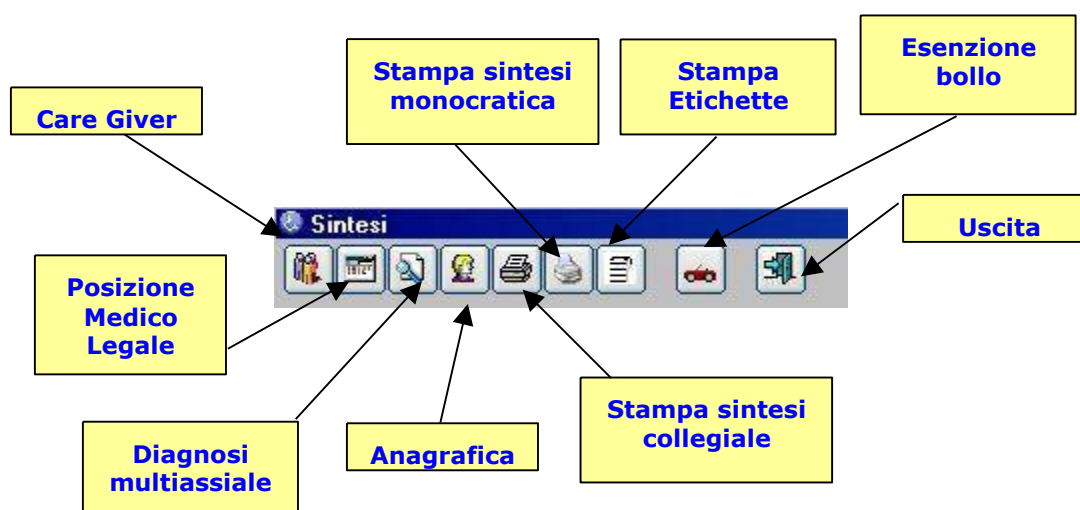 Esenzione
bollo
Stampa sintesi
monocratica
Stampa
Etichette
Care Giver
Sintesi
Uscita
Posizione
Medico
Legale
Stampa sintesi
collegiale
Diagnosi
multiassiale
Anagrafica